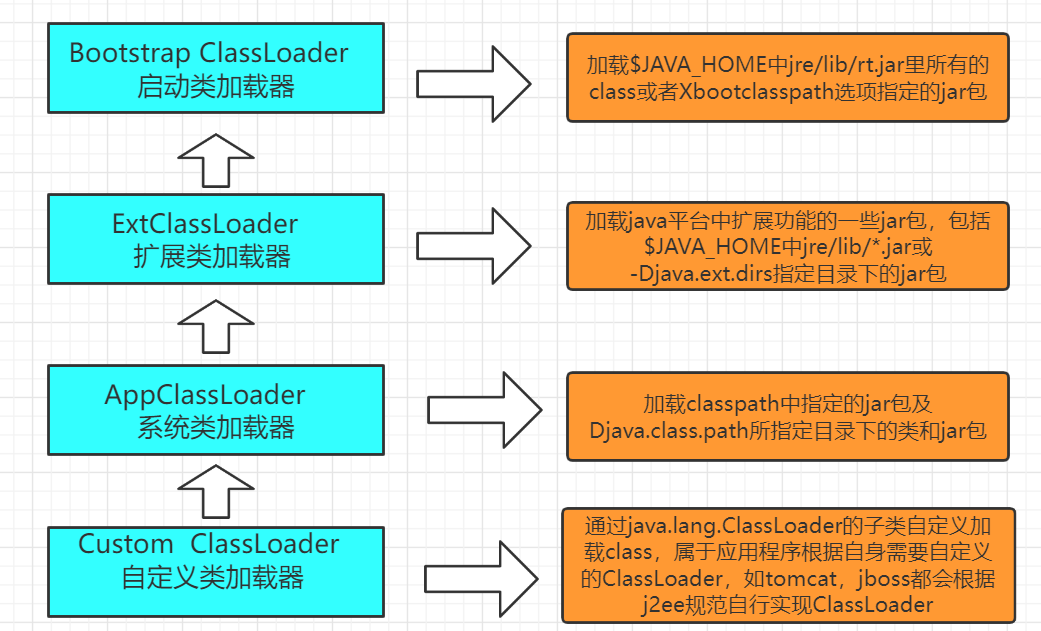 Bootstrap ClassLoader
启动类加载器
加载$JAVA_HOME中jre/lib/rt.jar里所有的
class或者Xbootclasspath选项指定的jar包
ExtClassLoader
扩展类加载器
加载java平台中扩展功能的一些jar包，包括
$JAVA_HOME中jre/lib/*.jar或
-Djava.ext.dirs指定目录下的jar包
AppClassLoader
系统类加载器
加载classpath中指定的jar包及
Djava.class.path所指定目录下的类和jar包
Custom  ClassLoader
自定义类加载器
通过java.lang.ClassLoader的子类自定义加
载class，属于应用程序根据自身需要自定义
的ClassLoader，如tomcat，jboss都会根据
j2ee规范自行实现ClassLoader